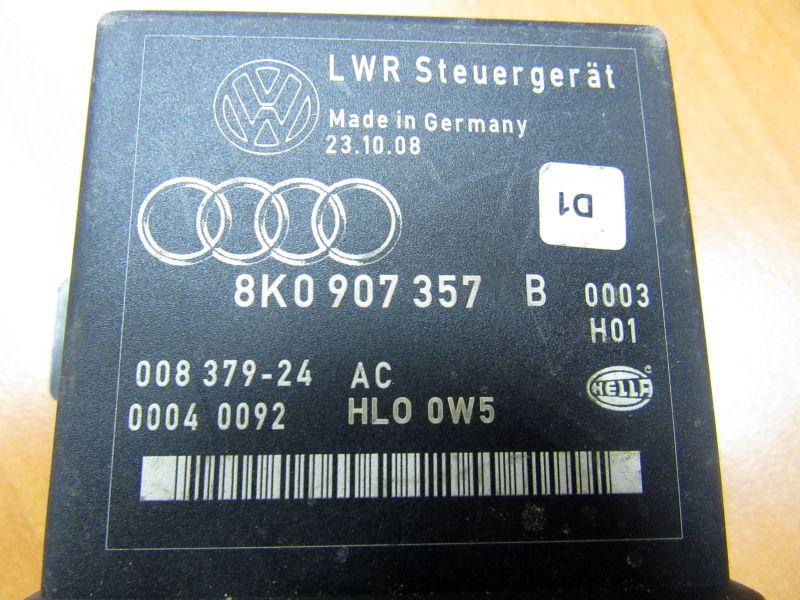 LWR Steuergerät
Made in Germany
23.10.08
D1
8K0 907 357 B 0003
H01
008 379-24 AC
0004 0092 HLO 0W5
HELLA